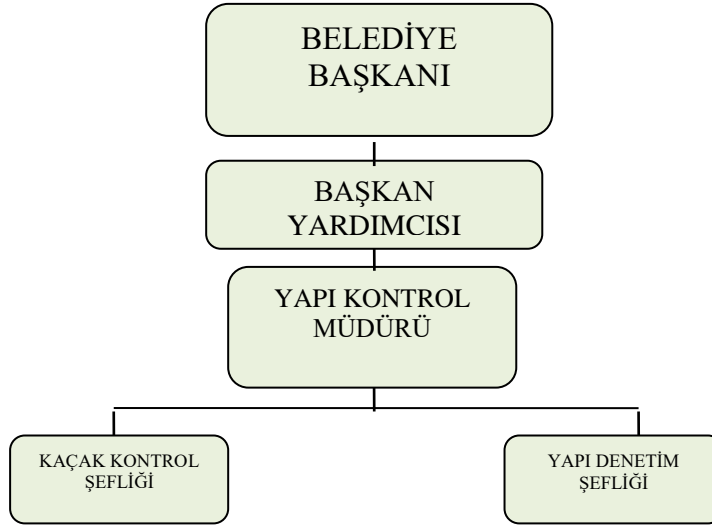 BELEDİYE
BAŞKANI
BAŞKAN
YARDIMCISI
YAPI KONTROL
MÜDÜRÜ
KAÇAK KONTROL
ŞEFLİĞİ
YAPI DENETİM
ŞEFLİĞİ